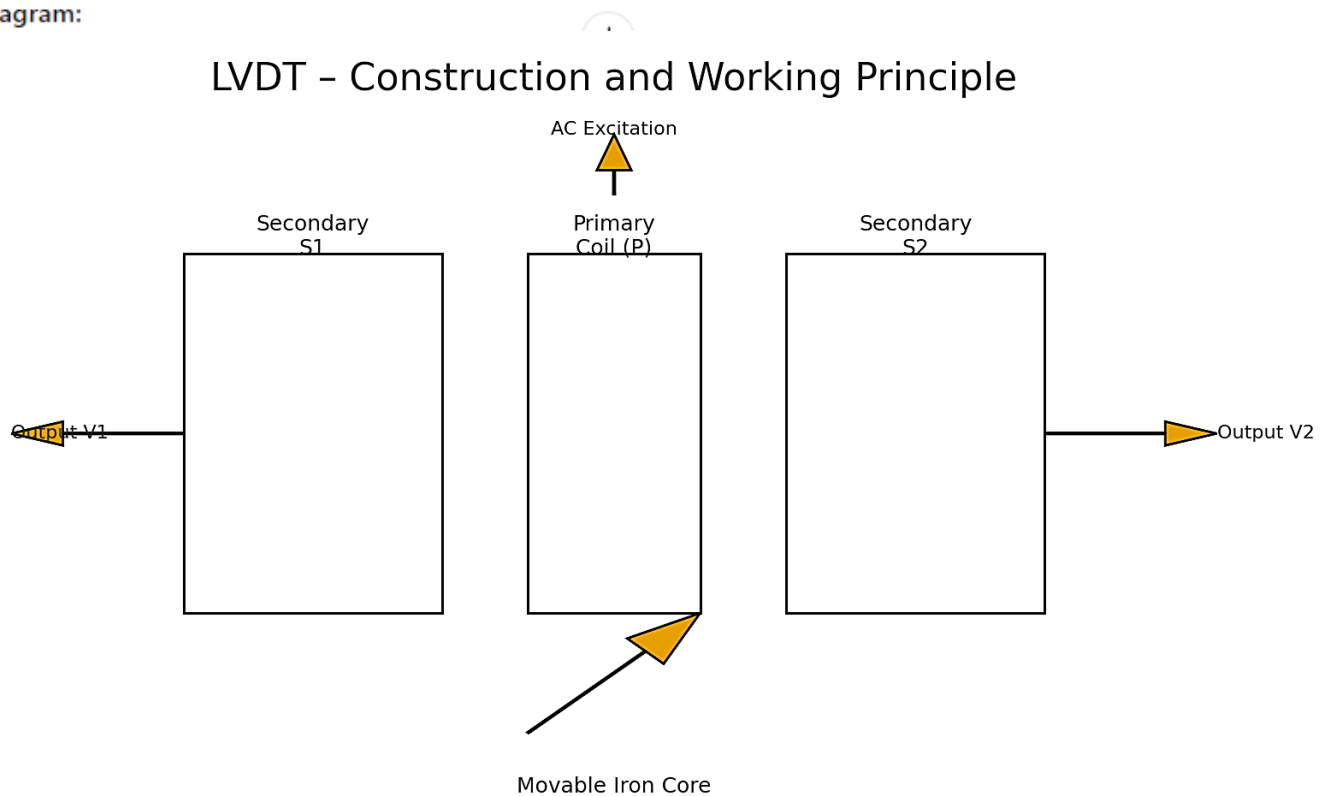 agram:
LVDT – Construction and Working Principle
AC Excitation
Secondary
S1
Primary
Coil (P)
Secondary
S2
Output V1
Output V2
Movable Iron Core